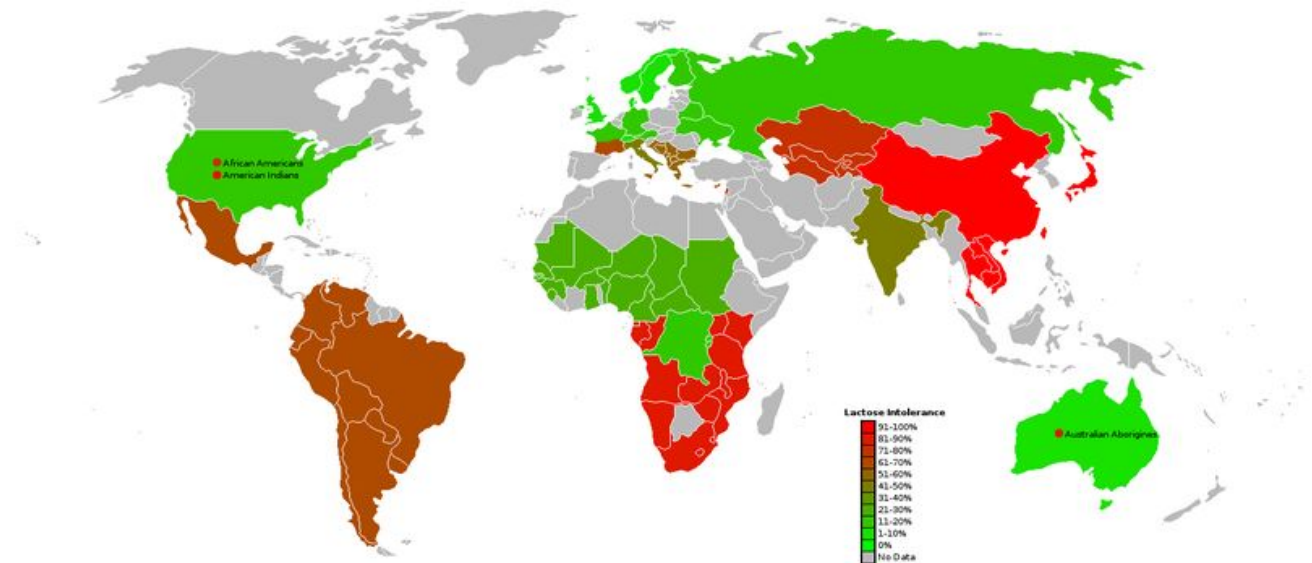 African Americans
American Indians
Lactose Intolerance
91-100%
81-90%
71-80%
61-70%
51-60%
41-50%
31-40%
21-30%
11-20%
1-10%
0%
No Data
Australian Aborigines